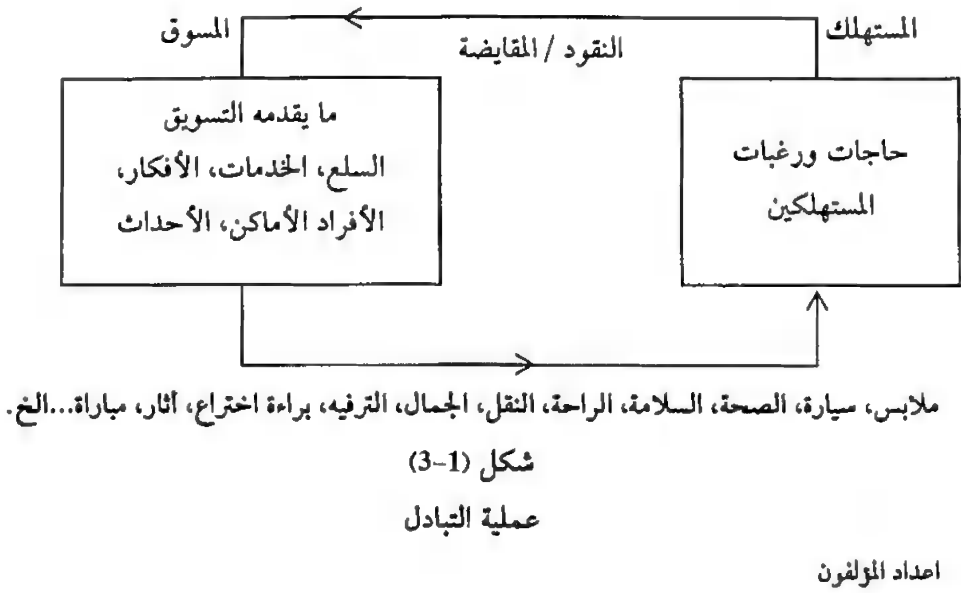 المستهلك
النقود / المقايضة
المسوق
حاجات ورغبات
المستهلكين
ما يقدمه التسويق
السلع، الخدمات، الأفكار،
الأفراد الأماكن، الأحداث
ملابس، سيارة، الصحة، السلامة، الراحة، النقل، الجمال، الترفيه، براءة اختراع، آثار، مباراة...الخ.
شكل (1-3)
عملية التبادل
اعداد المؤلفون